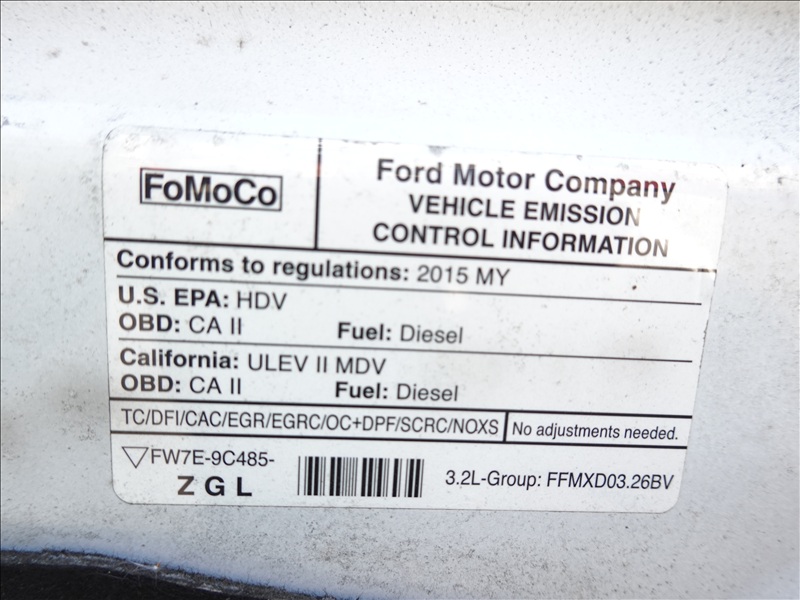 FoMoCo
Ford Motor Company
VEHICLE EMISSION
CONTROL INFORMATION
Conforms to regulations: 2015 MY
U.S. EPA: HDV
OBD: CA II Fuel: Diesel
California: ULEV II MDV
OBD: CA II Fuel: Diesel
TC/DFI/CAC/EGR/EGRC/OC+DPF/SCRC/NOXS No adjustments needed.
▽FW7E-9C485-
Z G L
3.2L-Group: FFMXD03.26BV